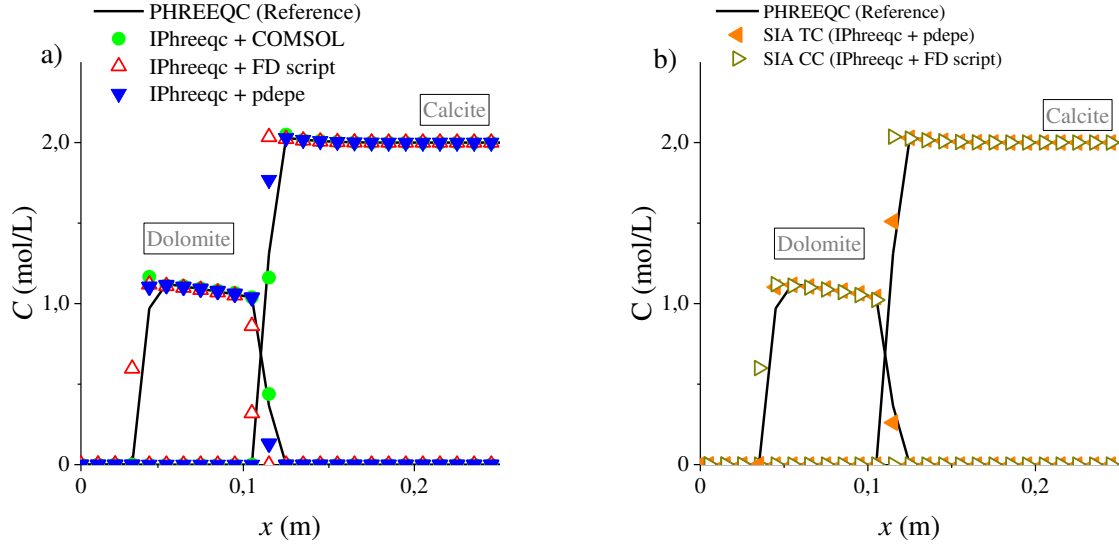 PHREEQC (Reference)
IPhreeqc + COMSOL
IPhreeqc + FD script
IPhreeqc + pdepe
a)
Calcite
Dolomite
2,0
1,0
0
C (mol/L)
0
0,1
0,2
x (m)
PHREEQC (Reference)
SIA TC (IPhreeqc + pdepe)
SIA CC (IPhreeqc + FD script)
b)
Calcite
Dolomite
2,0
1,0
0
C (mol/L)
0
0,1
0,2
x (m)